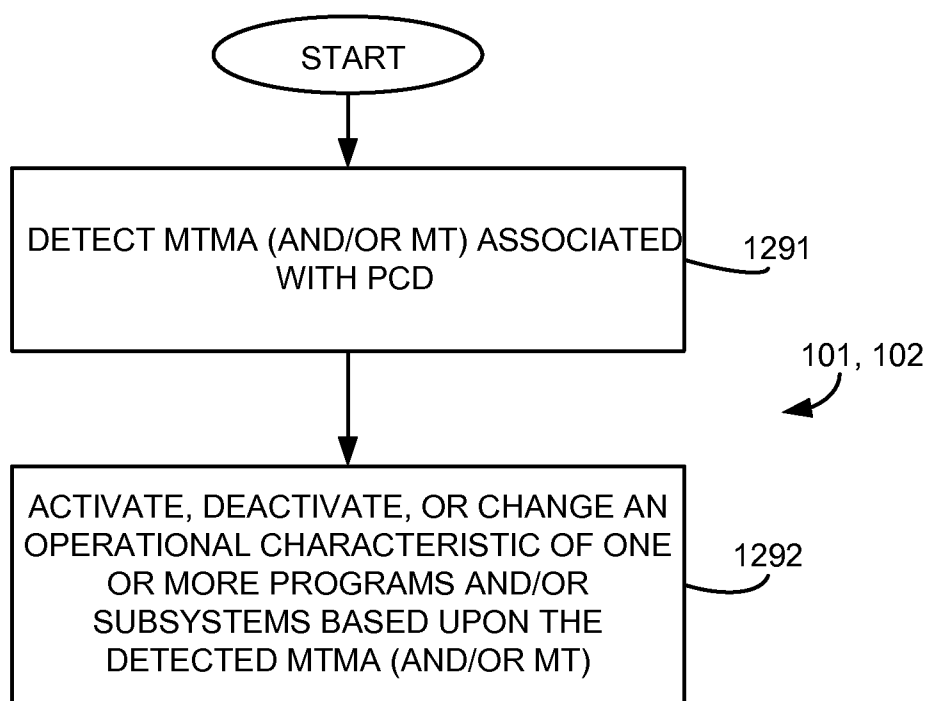 START
DETECT MTMA (AND/OR MT) ASSOCIATED
WITH PCD
1291
101, 102
ACTIVATE, DEACTIVATE, OR CHANGE AN
OPERATIONAL CHARACTERISTIC OF ONE
OR MORE PROGRAMS AND/OR
SUBSYSTEMS BASED UPON THE
DETECTED MTMA (AND/OR MT)
1292